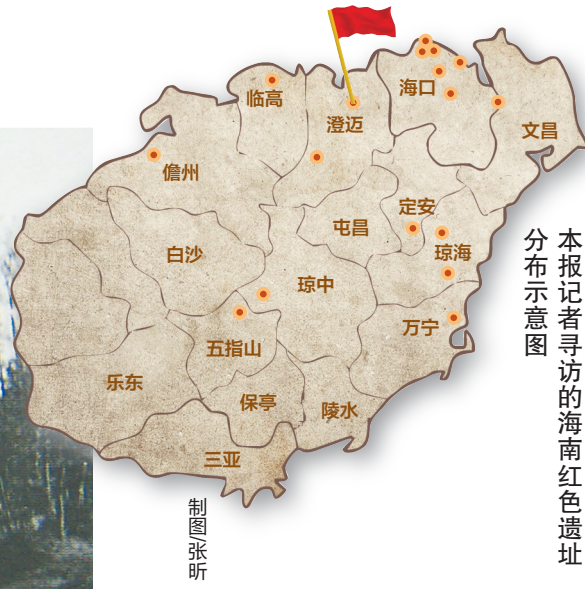 本报记者寻访的海南红色遗址
分布示意图
临高
海口
澄迈
文昌
儋州
定安
屯昌
琼海
白沙
琼中
万宁
五指山
乐东
保亭
陵水
三亚
制图/张昕